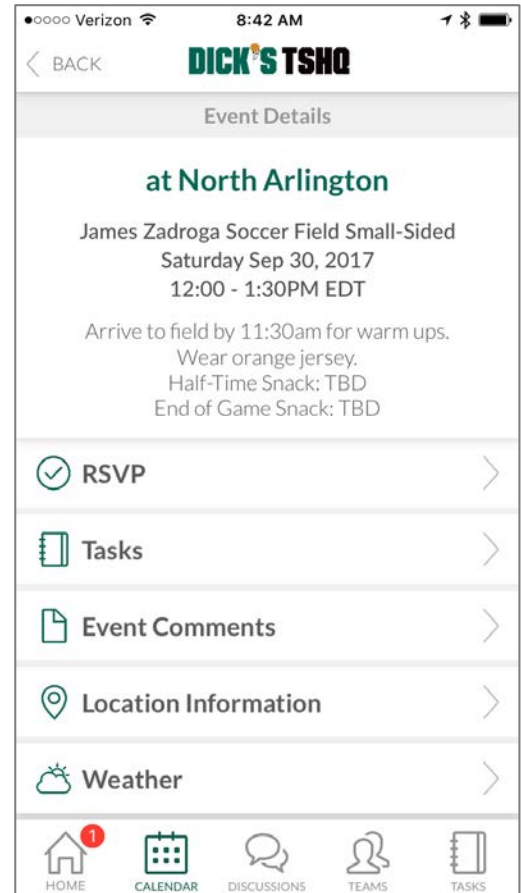 ●○○○○ Verizon 8:42 AM
BACK DICK'S TSHQ
Event Details
at North Arlington
James Zadroga Soccer Field Small-Sided
Saturday Sep 30, 2017
12:00 - 1:30PM EDT
Arrive to field by 11:30am for warm ups.
Wear orange jersey.
Half-Time Snack: TBD
End of Game Snack: TBD
RSVP
Tasks
Event Comments
Location Information
Weather
1
HOME CALENDAR DISCUSSIONS TEAMS TASKS